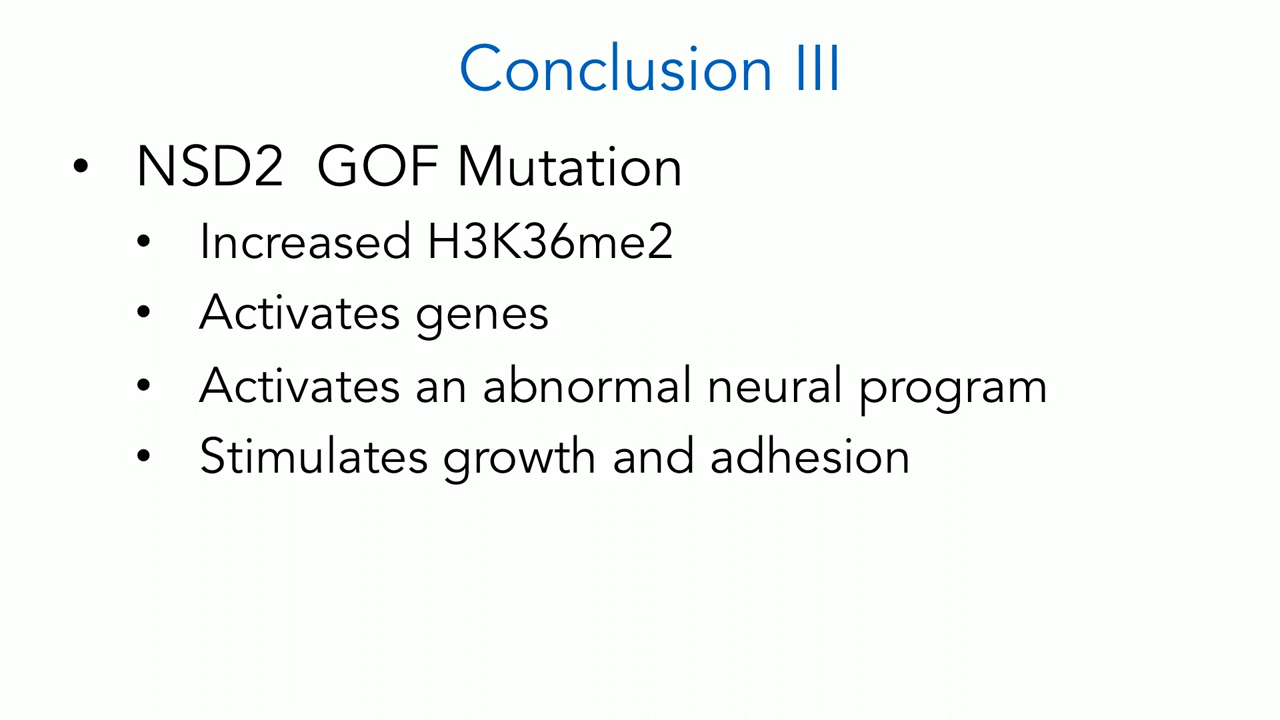 Conclusion III
• NSD2 GOF Mutation
• Increased H3K36me2
• Activates genes
• Activates an abnormal neural program
• Stimulates growth and adhesion